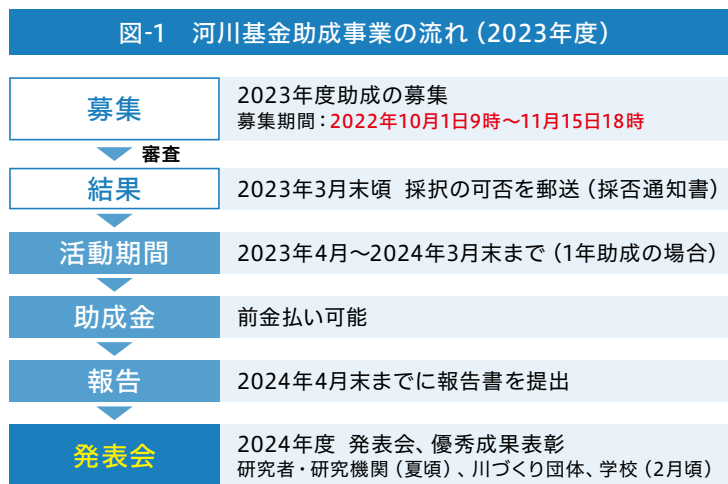 図-1 河川基金助成事業の流れ（2023年度）
募集
2023年度助成の募集
募集期間：2022年10月1日9時～11月15日18時
審査
結果
2023年3月末頃 採択の可否を郵送（採否通知書）
活動期間
2023年4月～2024年3月末まで（1年助成の場合）
助成金
前金払い可能
報告
2024年4月末までに報告書を提出
発表会
2024年度 発表会、優秀成果表彰
研究者・研究機関（夏頃）、川づくり団体、学校（2月頃）